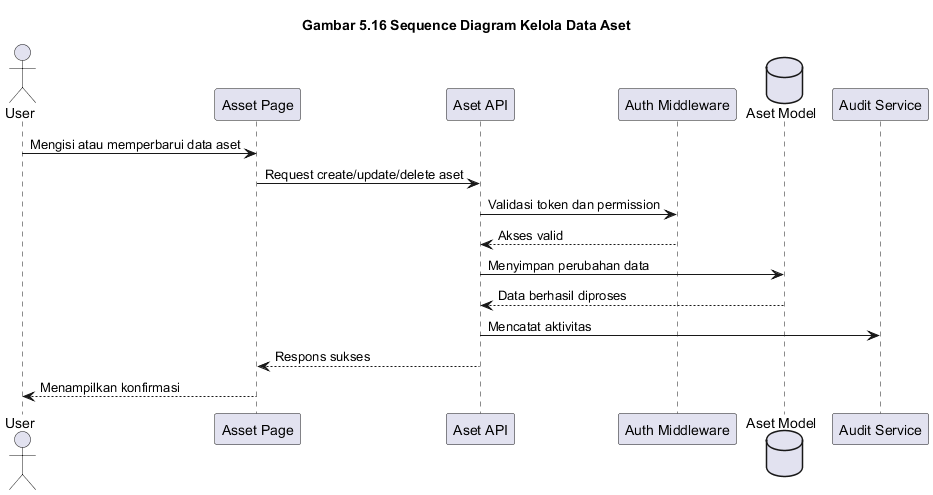 Gambar 5.16 Sequence Diagram Kelola Data Aset
User
Asset Page
Aset API
Auth Middleware
Aset Model
Audit Service
Mengisi atau memperbarui data aset
Request create/update/delete aset
Validasi token dan permission
Akses valid
Menyimpan perubahan data
Data berhasil diproses
Mencatat aktivitas
Respons sukses
Menampilkan konfirmasi
User
Asset Page
Aset API
Auth Middleware
Aset Model
Audit Service